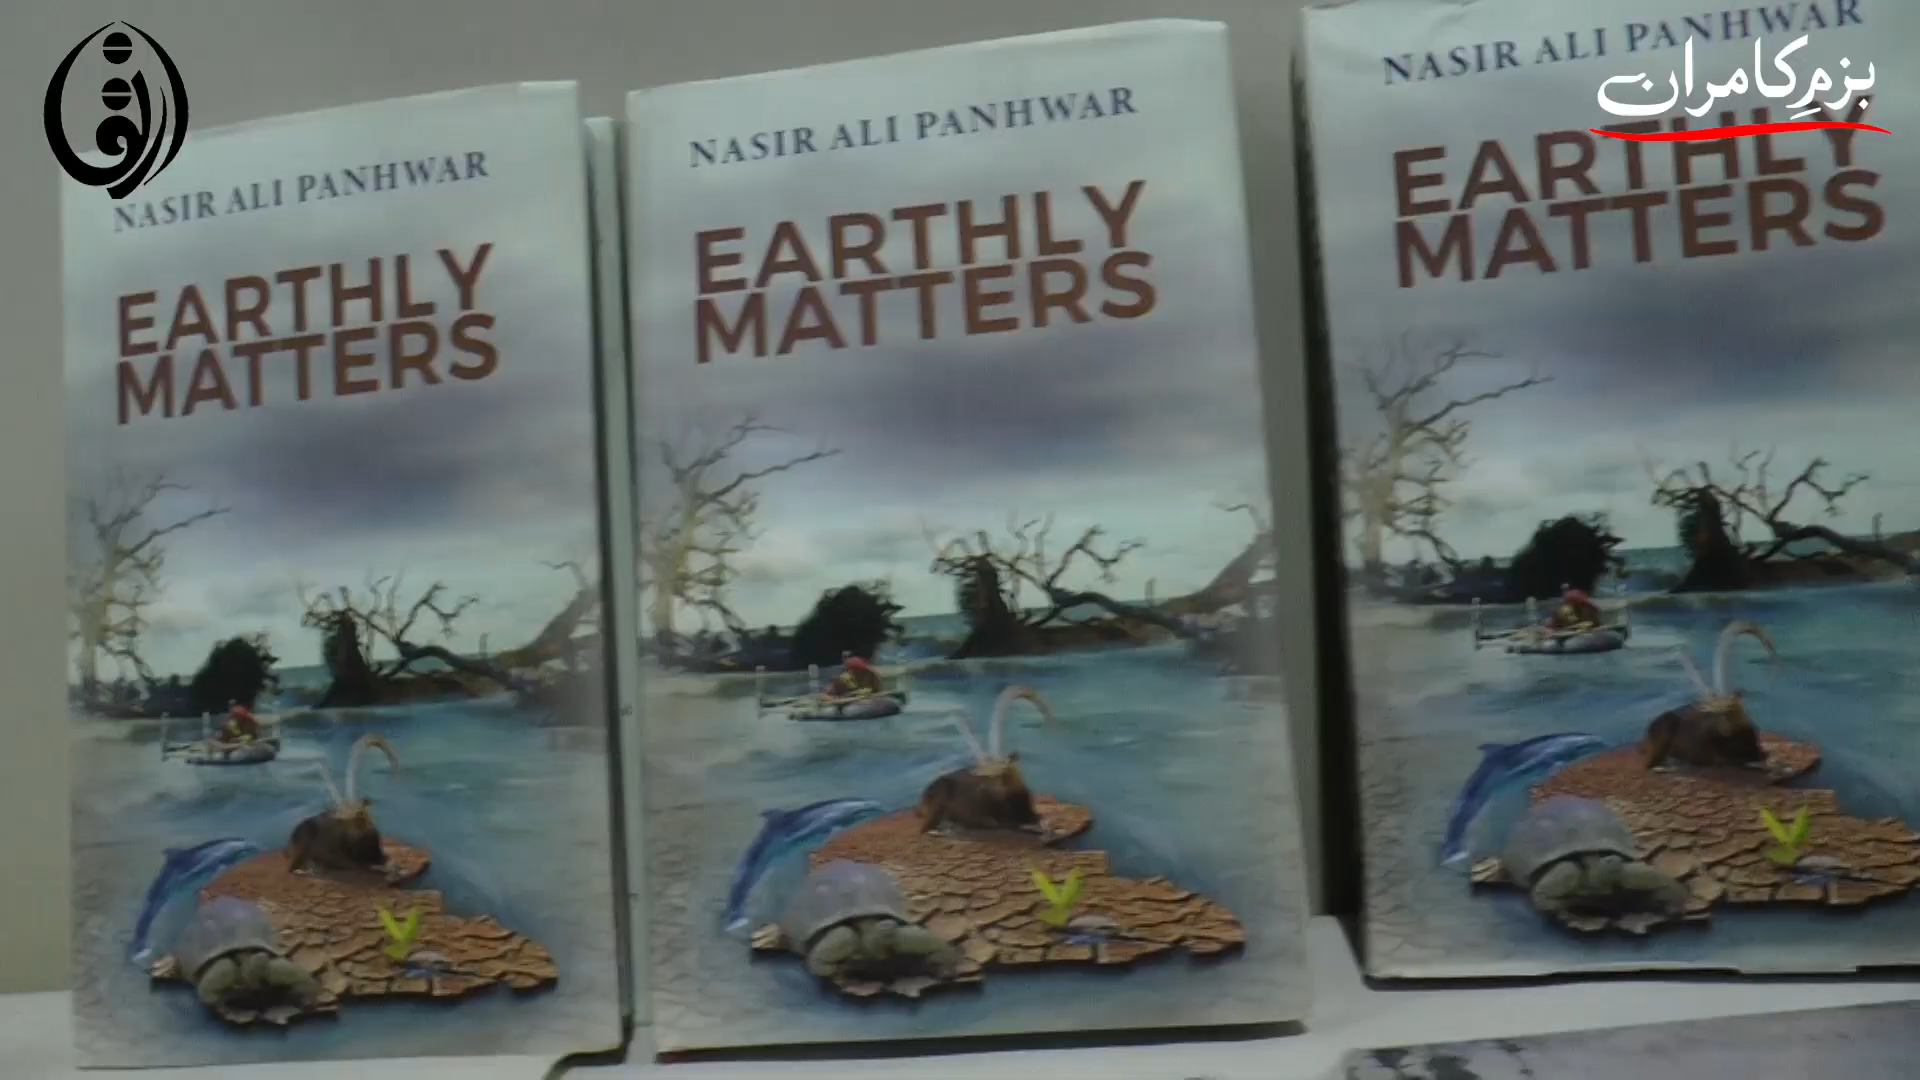 NASIR ALI PANHWAR
EARTHLY
MATTERS
NASIR ALI PANHWAR
EARTHLY
MATTERS
NASIR ALI PANHWAR
EARTHLY
MATTERS
بزمِ کامران